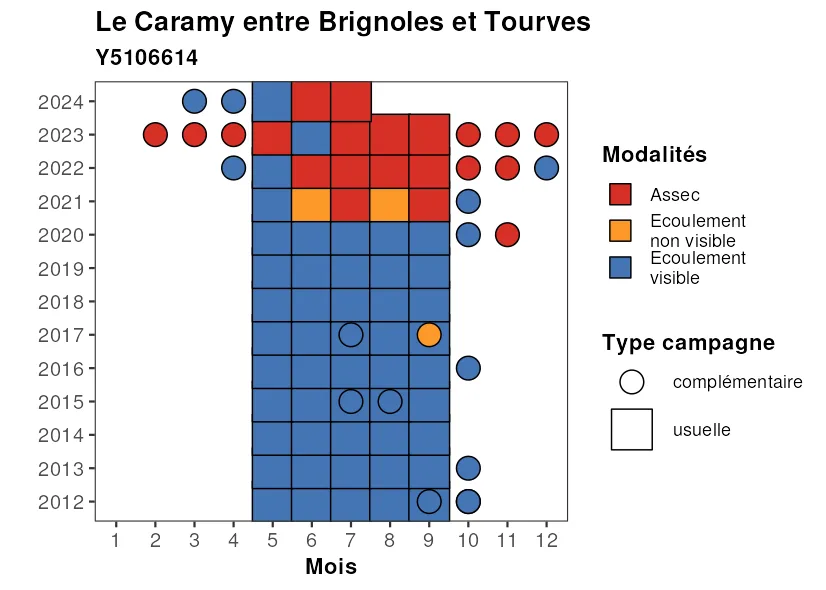 Le Caramy entre Brignoles et Tourves
Y5106614
2024
2023
2022
2021
2020
2019
2018
2017
2016
2015
2014
2013
2012
1 2 3 4 5 6 7 8 9 10 11 12
Mois
Modalités
Assec
Ecoulement
non visible
Ecoulement
visible
Type campagne
complémentaire
usuelle